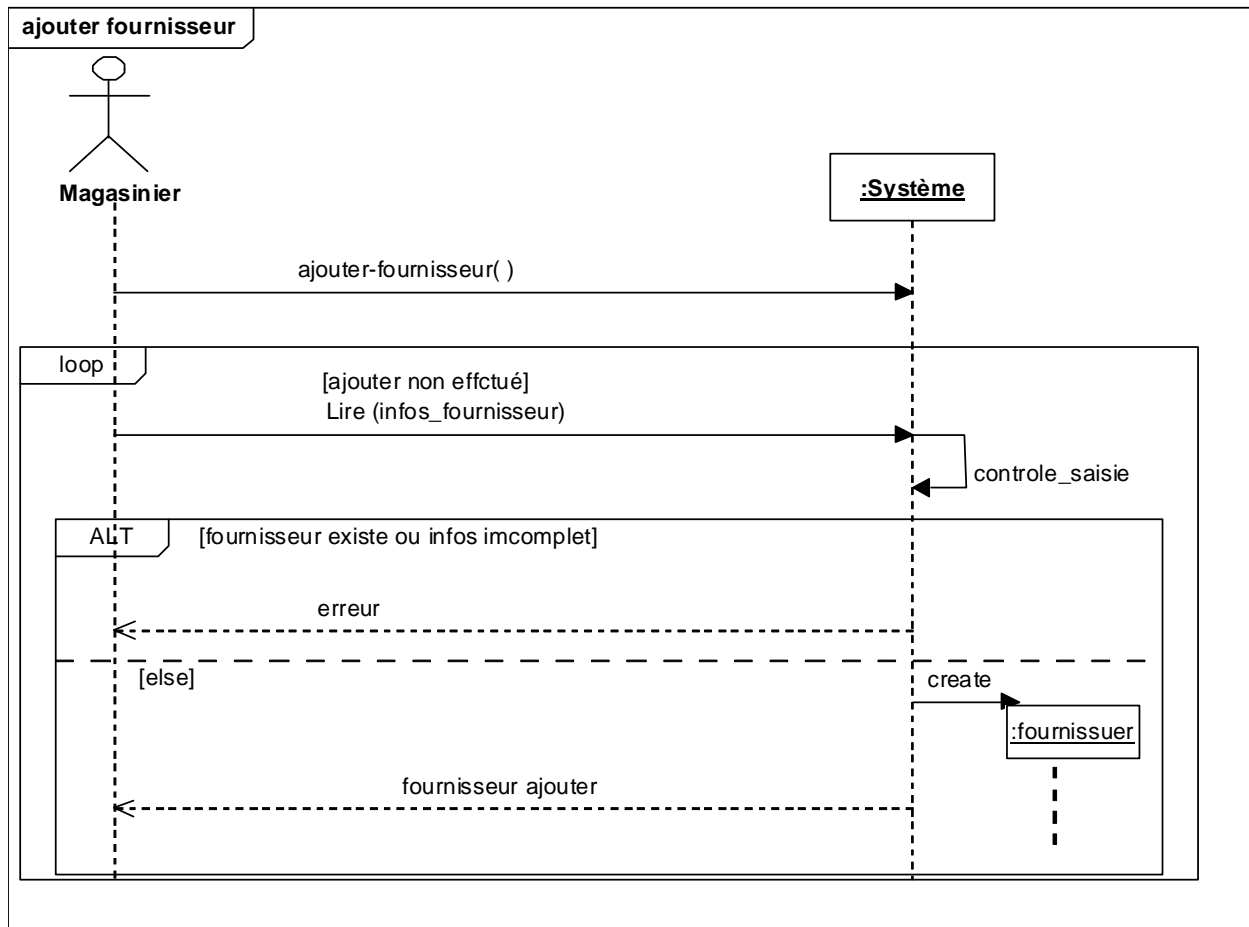 ajouter fournisseur
Magasinier
:Système
ajouter-fournisseur( )
loop
[ajouter non effctué]
Lire (infos_fournisseur)
controle_saisie
ALT
[fournisseur existe ou infos imcomplet]
erreur
[else]
create
:fournissuer
fournisseur ajouter